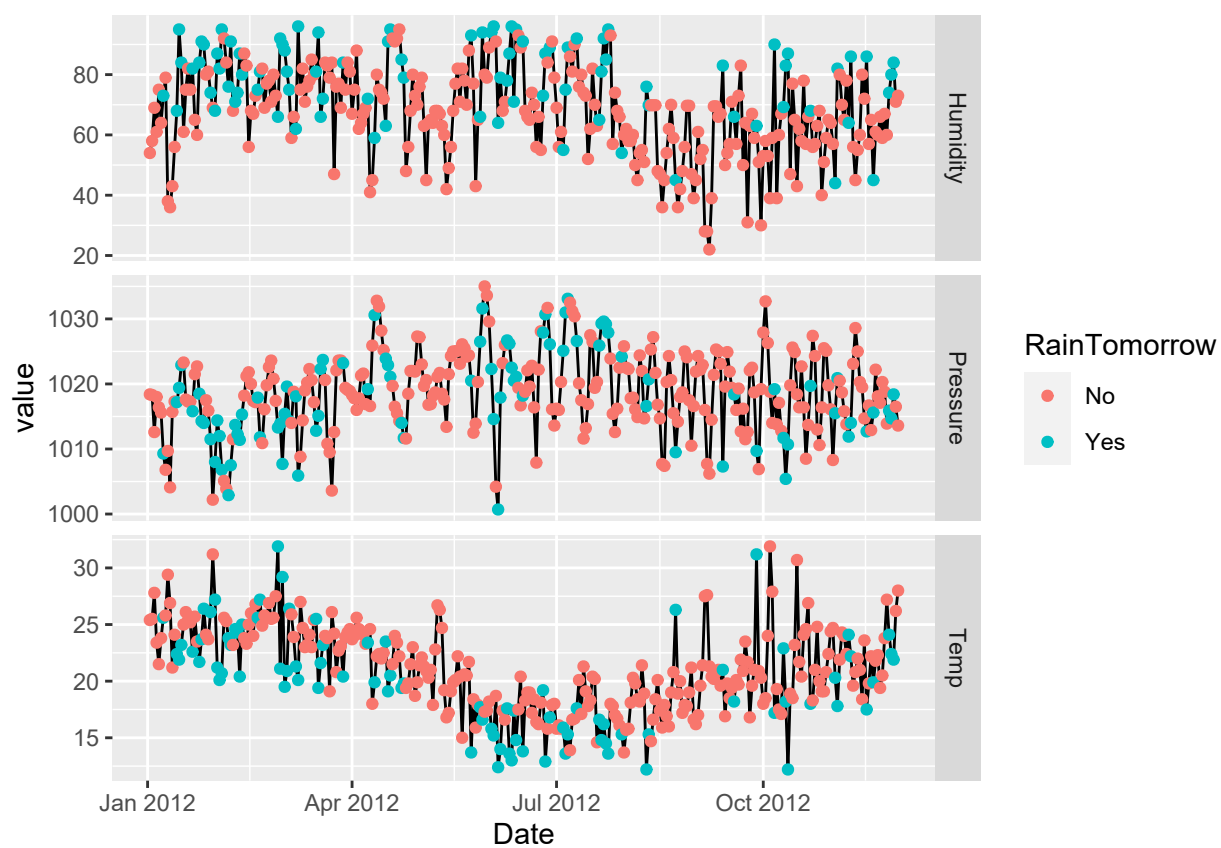 80
60
40
20
Humidity
1030
1020
1010
1000
Pressure
30
25
20
15
Temp
value
Jan 2012
Apr 2012
Jul 2012
Oct 2012
Date
RainTomorrow
No
Yes